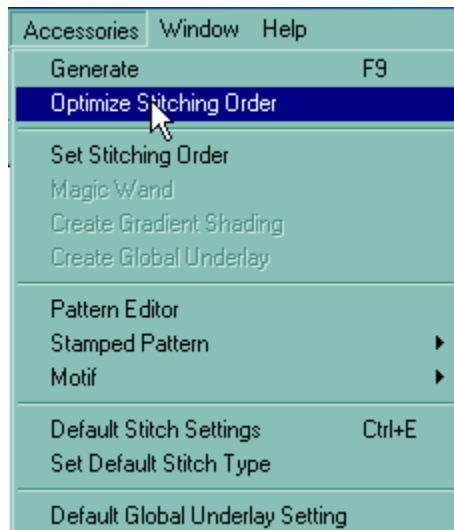 Accessories Window Help
Generate F9
Optimize Stitching Order
Set Stitching Order
Magic Wand
Create Gradient Shading
Create Global Underlay
Pattern Editor
Stamped Pattern
Motif
Default Stitch Settings Ctrl+E
Set Default Stitch Type
Default Global Underlay Setting